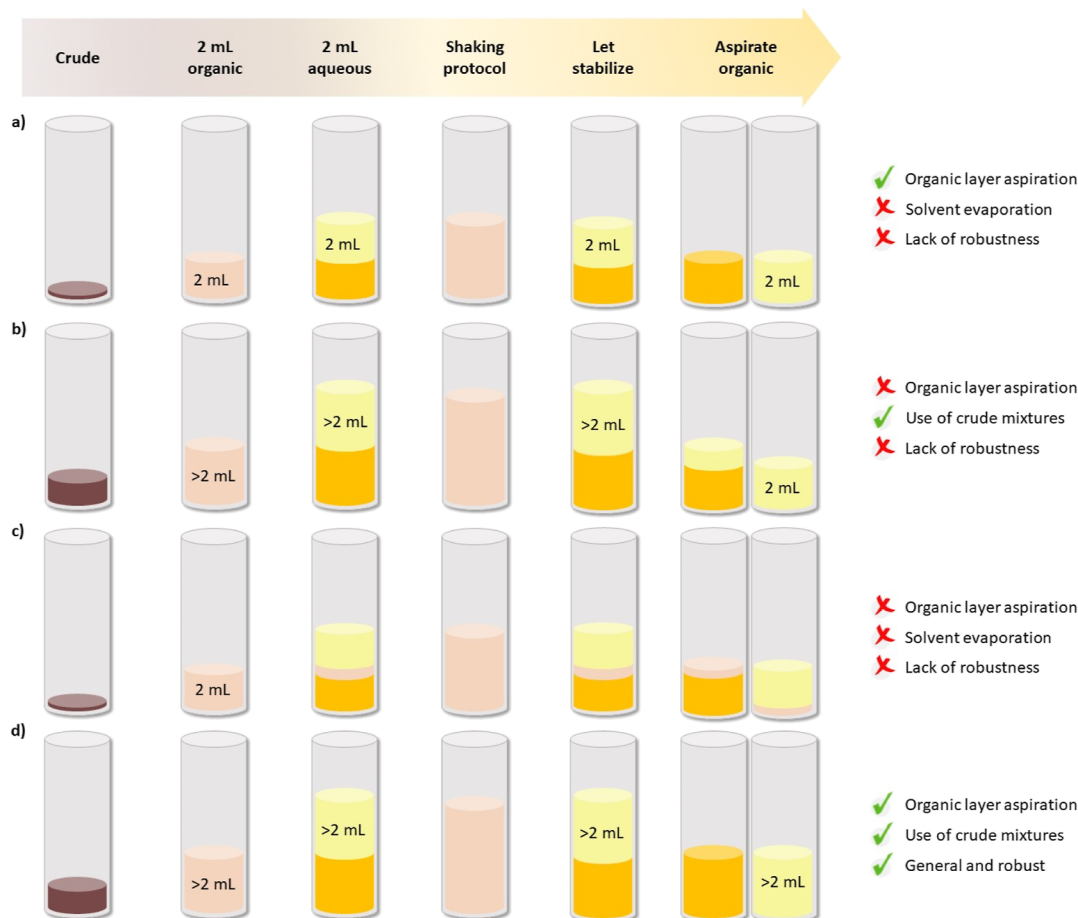 Crude
2 mL
organic
2 mL
aqueous
Shaking
protocol
Let
stabilize
Aspirate
organic
a)
2 mL
2 mL
2 mL
2 mL
Organic layer aspiration
Solvent evaporation
Lack of robustness
b)
>2 mL
>2 mL
>2 mL
2 mL
Organic layer aspiration
Use of crude mixtures
Lack of robustness
c)
2 mL
Organic layer aspiration
Solvent evaporation
Lack of robustness
d)
>2 mL
>2 mL
>2 mL
>2 mL
Organic layer aspiration
Use of crude mixtures
General and robust